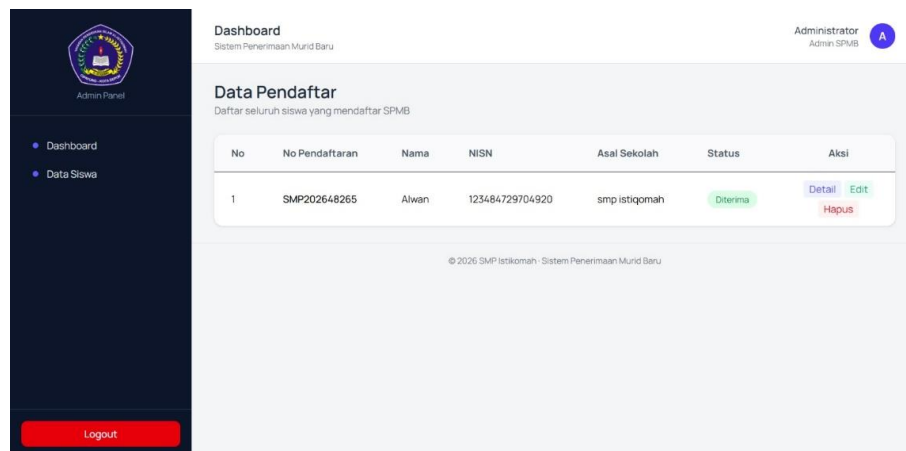 Admin Panel
Dashboard
Data Siswa
Logout
Dashboard
Sistem Penerimaan Murid Baru
Administrator
Admin SPMB
A
Data Pendaftar
Daftar seluruh siswa yang mendaftar SPMB
No No Pendaftaran Nama NISN Asal Sekolah Status Aksi
1 SMP202648265 Alwan 123484729704920 smp istiqomah Diterima Detail Edit
Hapus
© 2026 SMP Istikomah · Sistem Penerimaan Murid Baru